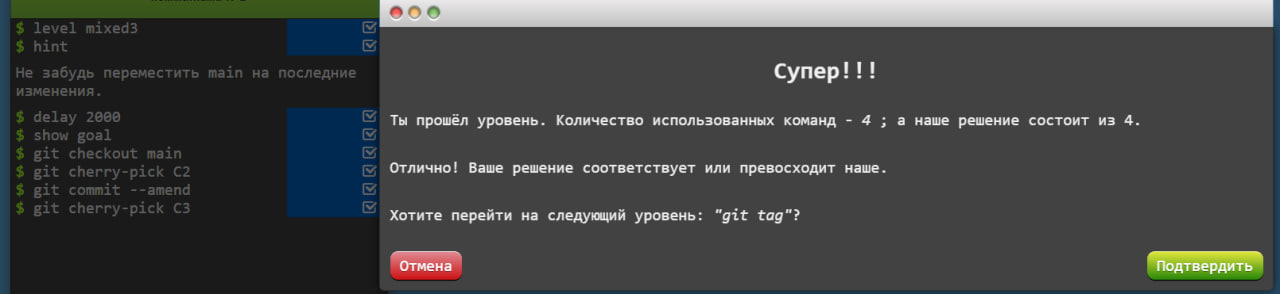 $ level mixed3
$ hint
Не забудь переместить main на последние
изменения.
$ delay 2000
$ show goal
$ git checkout main
$ git cherry-pick C2
$ git commit --amend
$ git cherry-pick C3
Супер!!!
Ты прошёл уровень. Количество использованных команд - 4 ; а наше решение состоит из 4.
Отлично! Ваше решение соответствует или превосходит наше.
Хотите перейти на следующий уровень: "git tag"?
Отмена
Подтвердить